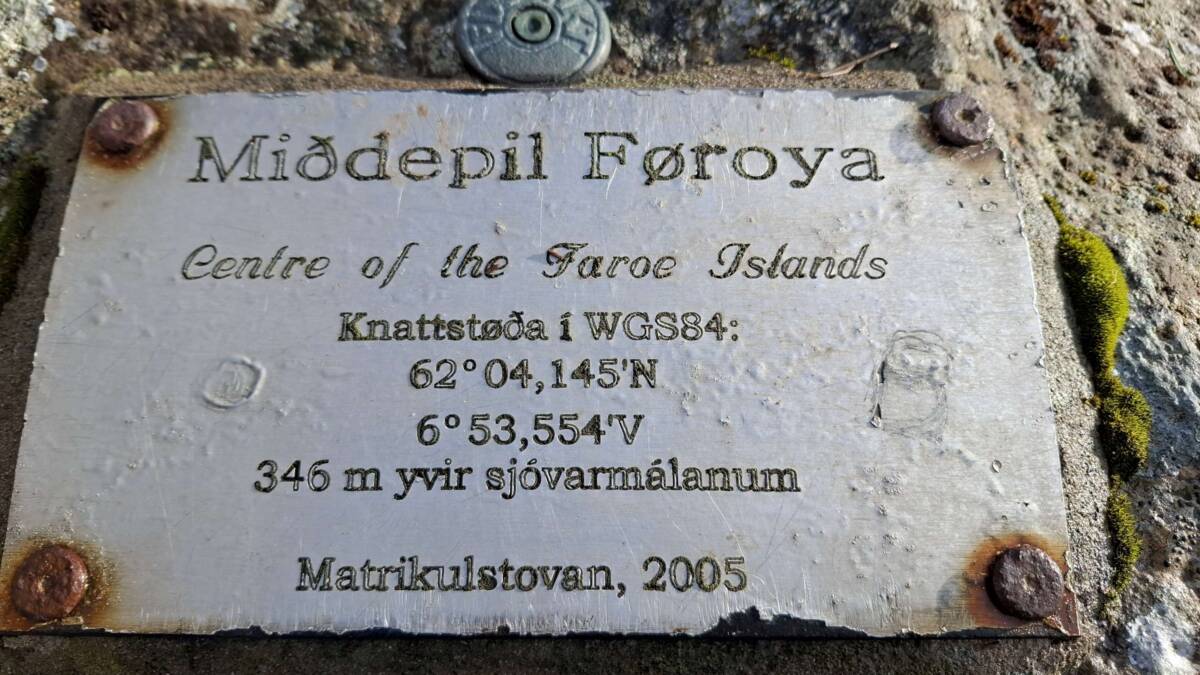 Miðdepil Føroya
Centre of the Faroe Islands
Knattstøða í WGS84:
62°04,145'N
6°53,554'V
346 m yvir sjóvarmálanum
Matrikulstovan, 2005